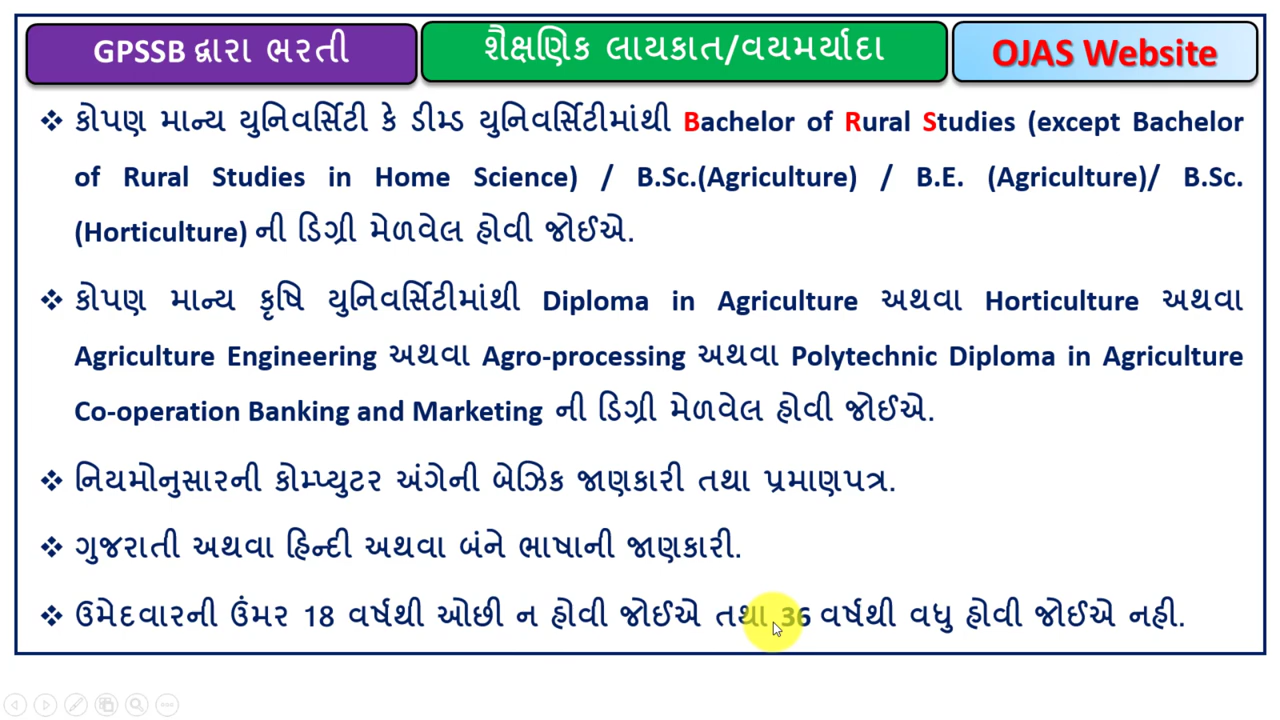 GPSSB દ્વારા ભરતી
શૈક્ષણિક લાયકાત/વયમર્યાદા
OJAS Website
❖ કોપણ માન્ય યુનિવર્સિટી કે ડીમ્ડ યુનિવર્સિટીમાંથી Bachelor of Rural Studies (except Bachelor
of Rural Studies in Home Science) / B.Sc.(Agriculture) / B.E. (Agriculture)/ B.Sc.
(Horticulture) ની ડિગ્રી મેળવેલ હોવી જોઈએ.
❖ કોપણ માન્ય કૃષિ યુનિવર્સિટીમાંથી Diploma in Agriculture અથવા Horticulture અથવા
Agriculture Engineering અથવા Agro-processing અથવા Polytechnic Diploma in Agriculture
Co-operation Banking and Marketing ની ડિગ્રી મેળવેલ હોવી જોઈએ.
❖ નિયમોનુસારની કોમ્પ્યુટર અંગેની બેઝિક જાણકારી તથા પ્રમાણપત્ર.
❖ ગુજરાતી અથવા હિન્દી અથવા બંને ભાષાની જાણકારી.
❖ ઉમેદવારની ઉંમર 18 વર્ષથી ઓછી ન હોવી જોઈએ તથા 36 વર્ષથી વધુ હોવી જોઈએ નહી.